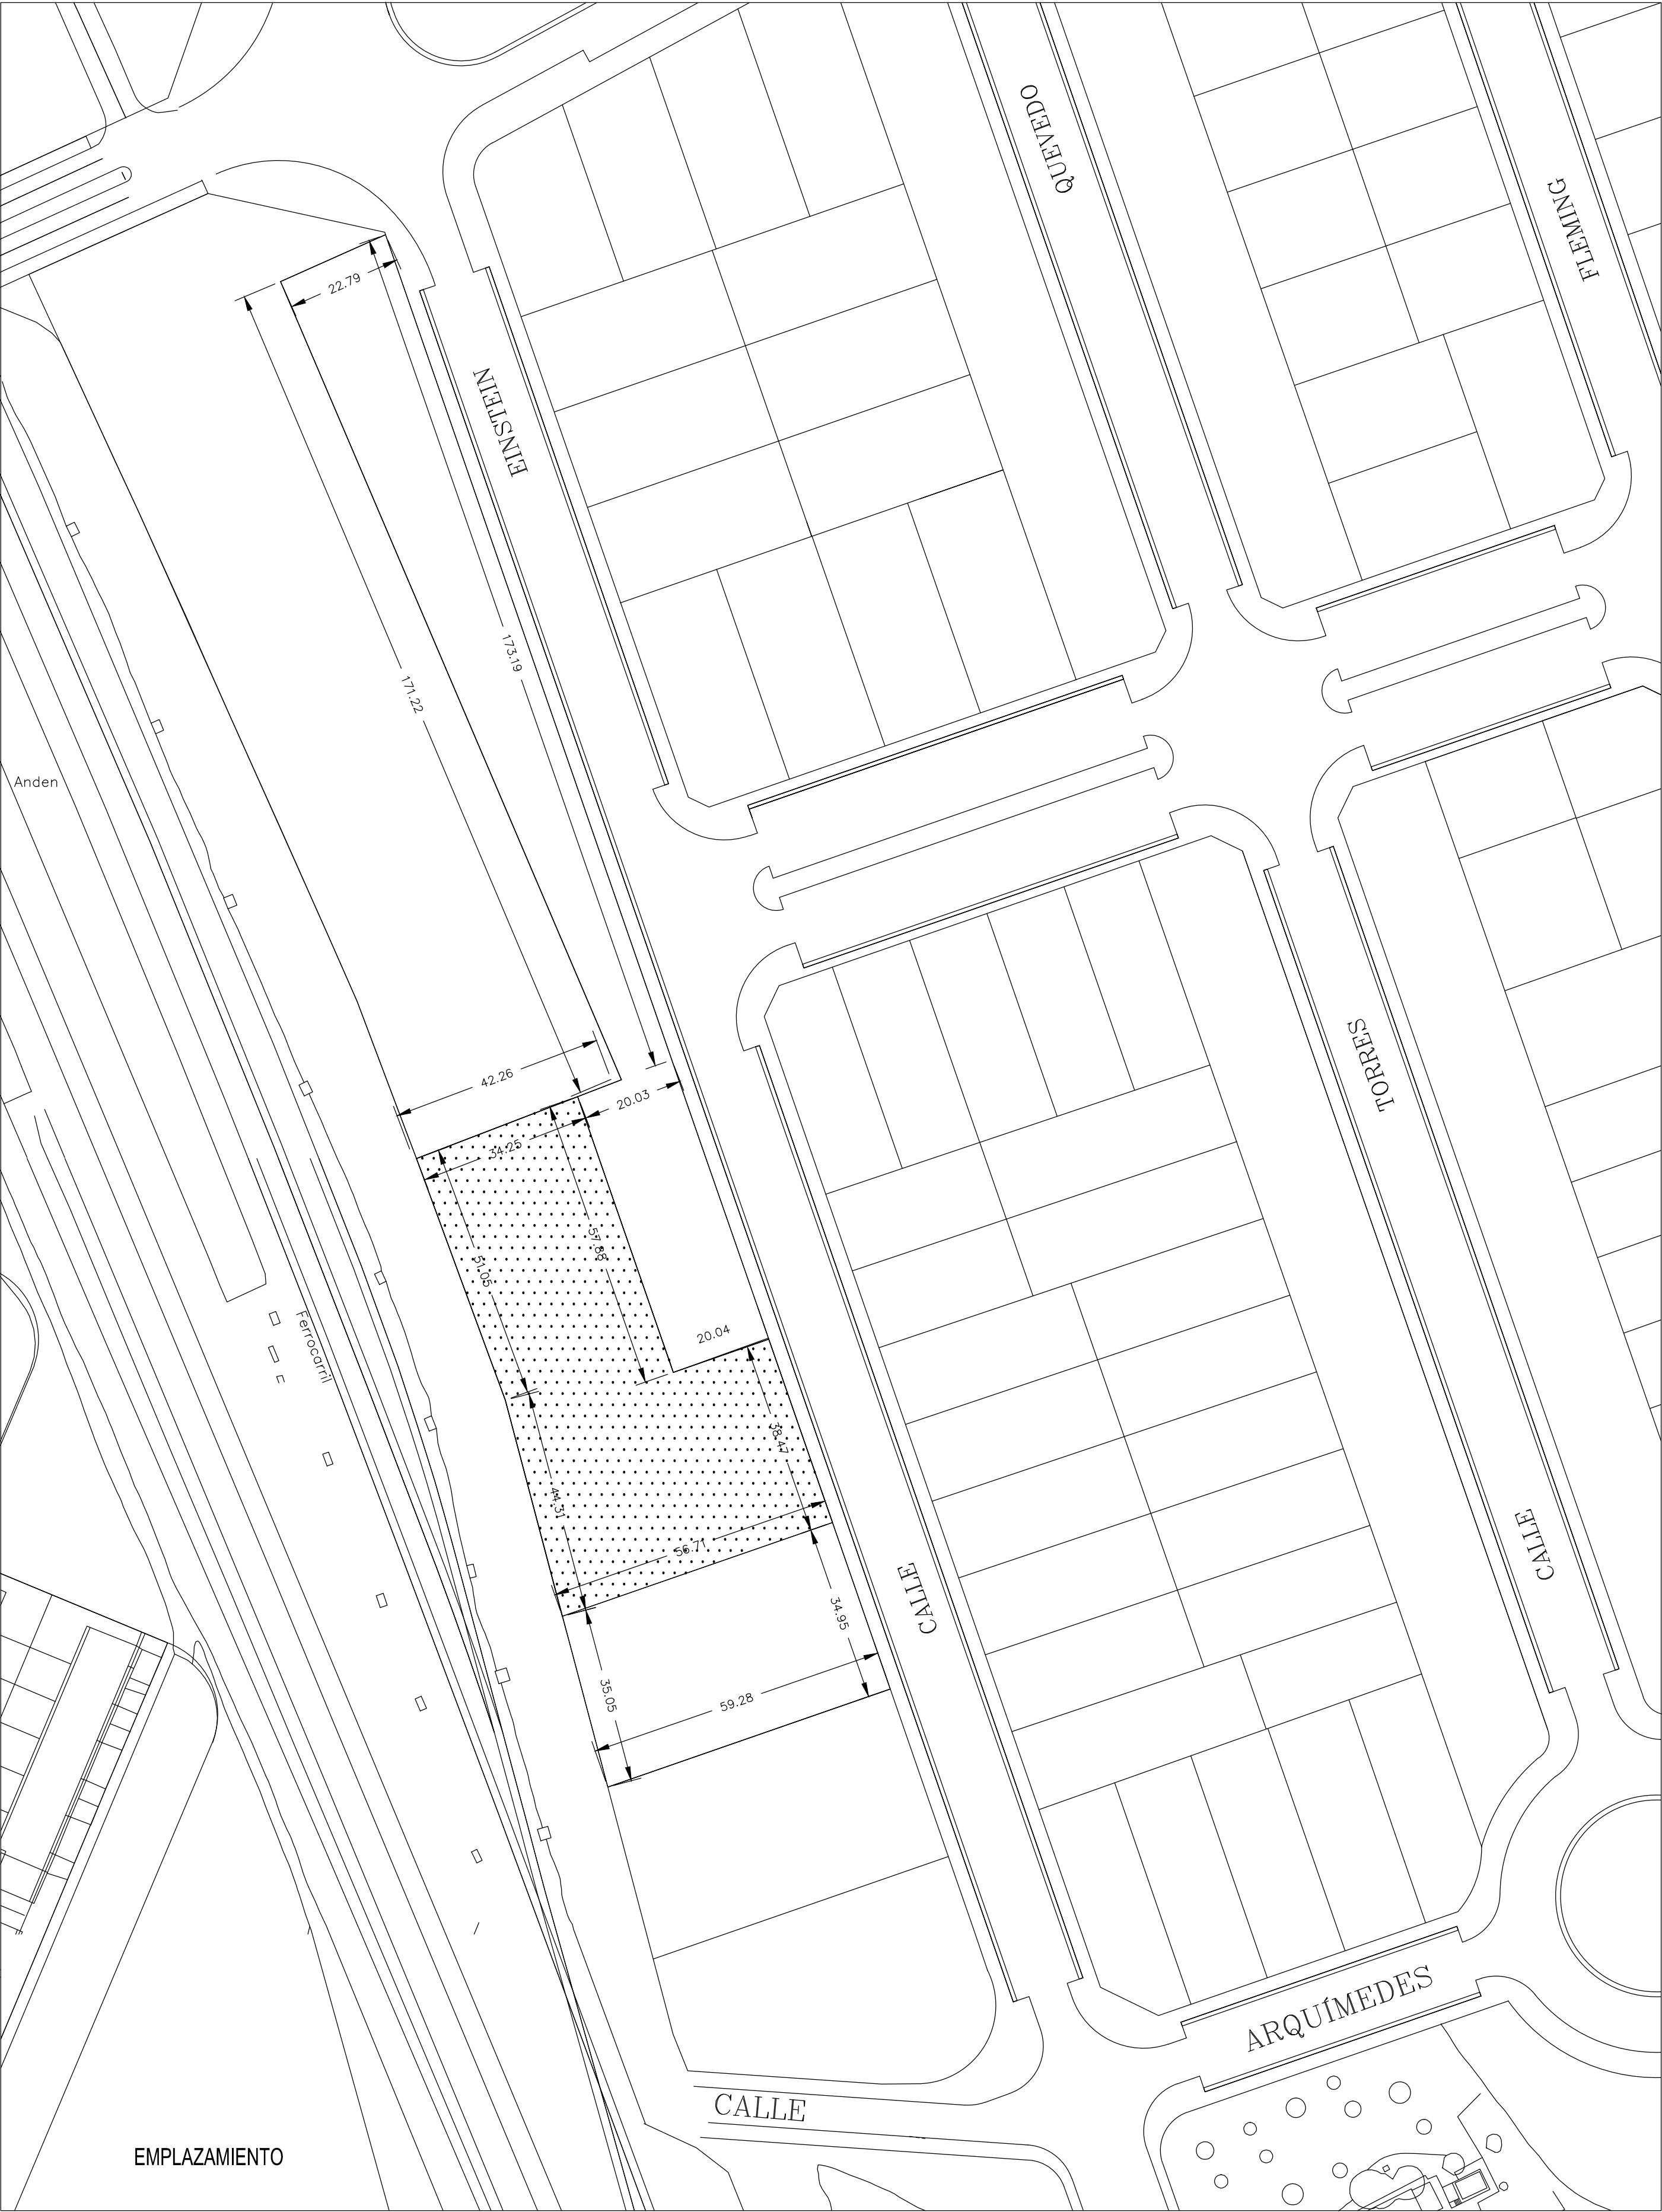 QUEVEDO
FLEMING
22.79
EINSTEIN
173.19
171.22
Anden
42.26
20.03
TORRES
34.25
57.88
51.05
Ferrocarril
20.04
38.47
44.31
56.71
CALLE
CALLE
34.95
35.05
59.28
ARQUÍMEDES
CALLE
EMPLAZAMIENTO